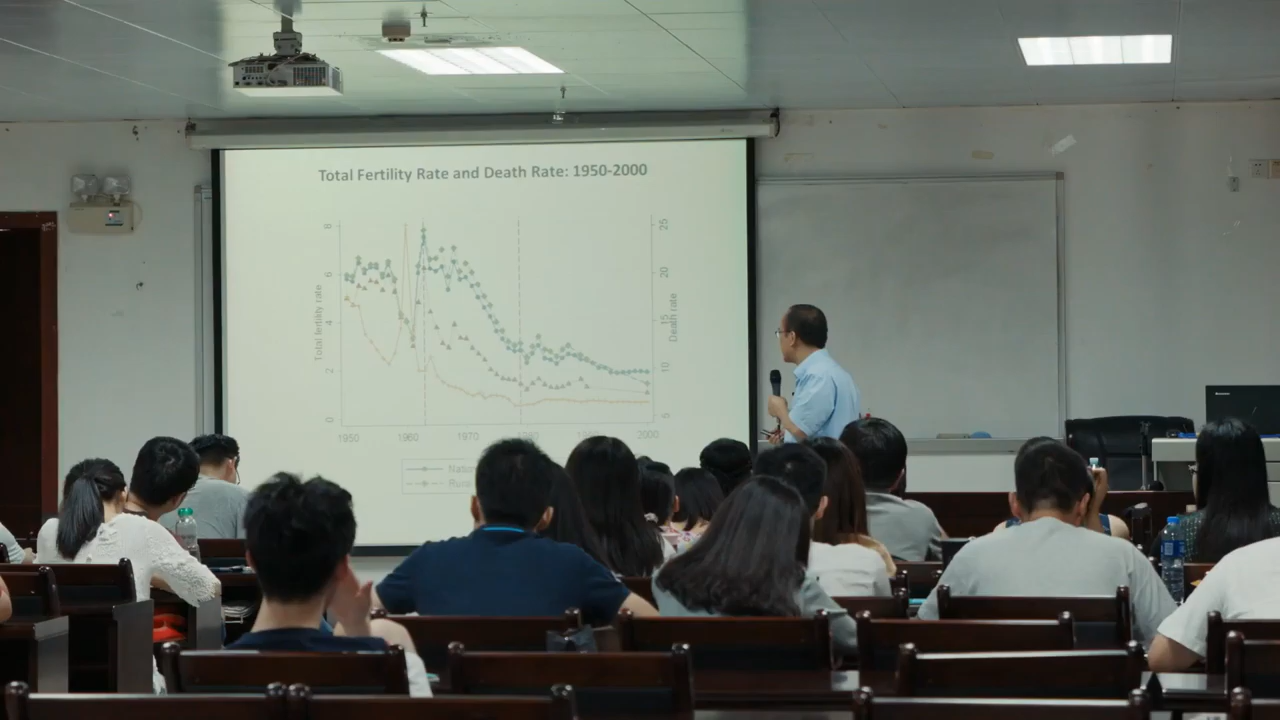 Total Fertility Rate and Death Rate: 1950-2000
8
6
4
2
0
Total fertility rate
25
20
15
10
5
Death rate
1950 1960 1970 2000